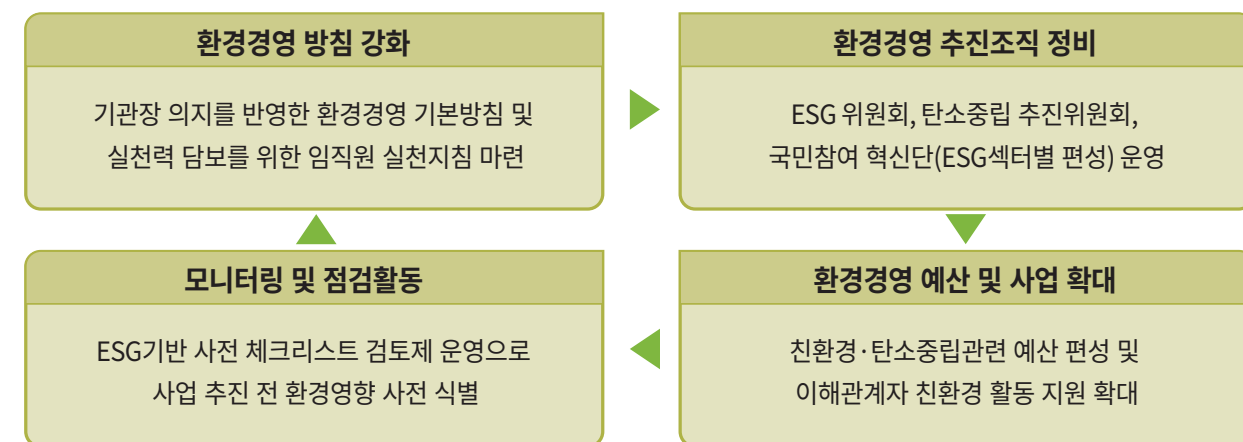 환경경영 방침 강화
기관장 의지를 반영한 환경경영 기본방침 및
실천력 담보를 위한 임직원 실천지침 마련
환경경영 추진조직 정비
ESG 위원회, 탄소중립 추진위원회,
국민참여 혁신단(ESG섹터별 편성) 운영
모니터링 및 점검활동
ESG기반 사전 체크리스트 검토제 운영으로
사업 추진 전 환경영향 사전 식별
환경경영 예산 및 사업 확대
친환경·탄소중립관련 예산 편성 및
이해관계자 친환경 활동 지원 확대